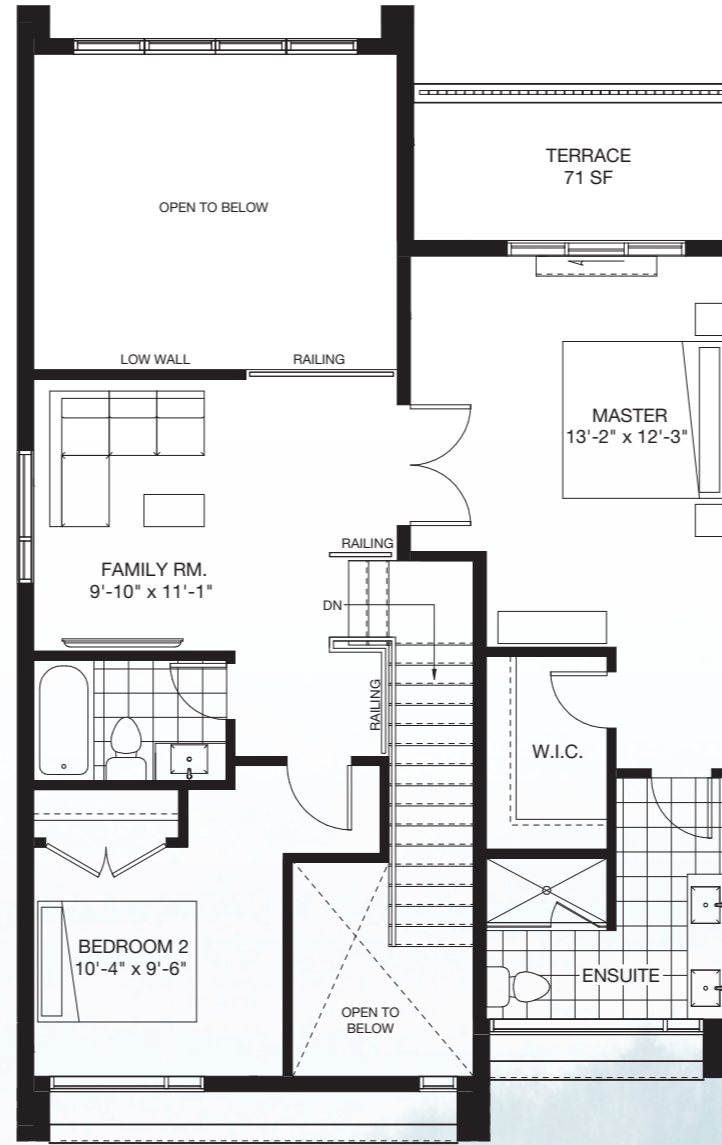 TERRACE
71 SF
OPEN TO BELOW
LOW WALL
RAILING
MASTER
13'-2" x 12'-3"
RAILING
FAMILY RM.
9'-10" x 11'-1"
DN
RAILING
W.I.C.
BEDROOM 2
10'-4" x 9'-6"
ENSUITE
OPEN TO
BELOW